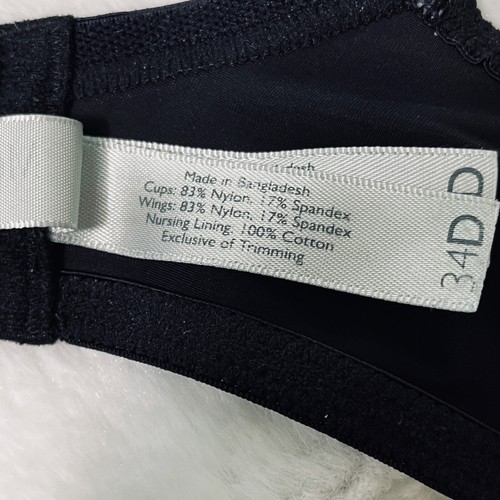 Made in Bangladesh
Cups: 83% Nylon, 17% Spandex
Wings: 83% Nylon, 17% Spandex
Nursing Lining, 100% Cotton
Exclusive of Trimming
34D D